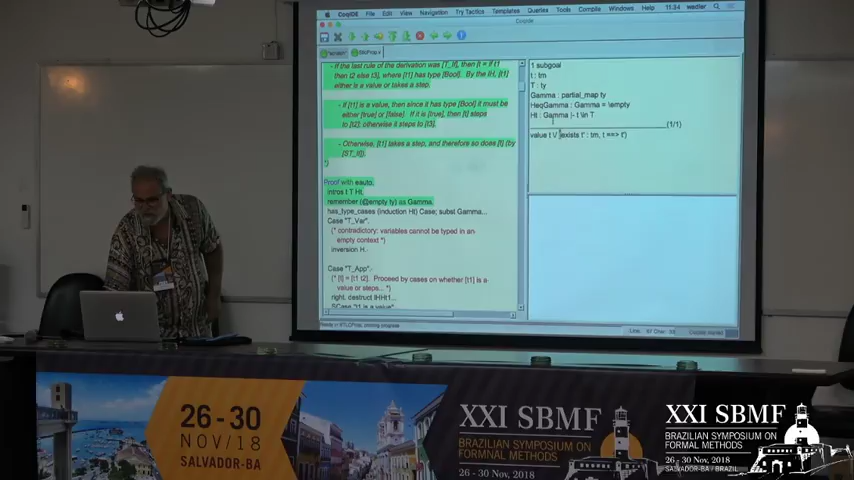 CoqIDE File Edit View Navigation Try Tactics Templates Queries Tools Compile Windows Help 11:34 wadler
CoqIde
- If the last rule of the derivation was [T_If], then [t = if t1
then t2 else t3], where [t1] has type [Bool]. By the IH, [t1]
either is a value or takes a step.
- If [t1] is a value, then since it has type [Bool] it must be
either [true] or [false]. If it is [true], then [t] steps
to [t2]; otherwise it steps to [t3].
- Otherwise, [t1] takes a step, and therefore so does [t] (by
[ST_If]).
*)
Proof with eauto.
intros t T Ht.
remember (@empty ty) as Gamma.
has_type_cases (induction Ht) Case; subst Gamma...
Case "T_Var".
(* contradictory: variables cannot be typed in an
empty context *)
inversion H.
Case "T_App".
(* [t] = [t1 t2]. Proceed by cases on whether [t1] is a
value or steps...
right. destruct IHHt1...
SCase "t1 is a value".
1 subgoal
t : tm
T : ty
Gamma : partial_map ty
HeqGamma : Gamma = \empty
Ht : Gamma |- t \in T
(1/1)
value t \/ (exists t' : tm, t ==> t')
26-30
NOV/18
SALVADOR-BA
XXI SBMF
BRAZILIAN SYMPOSIUM ON
FORMNAL METHODS
26 - 30 Nov, 2018
XXI SBMF
BRAZILIAN SYMPOSIUM ON
FORMAL METHODS
26 - 30 Nov, 2018
SALVADOR-BA / BRAZIL